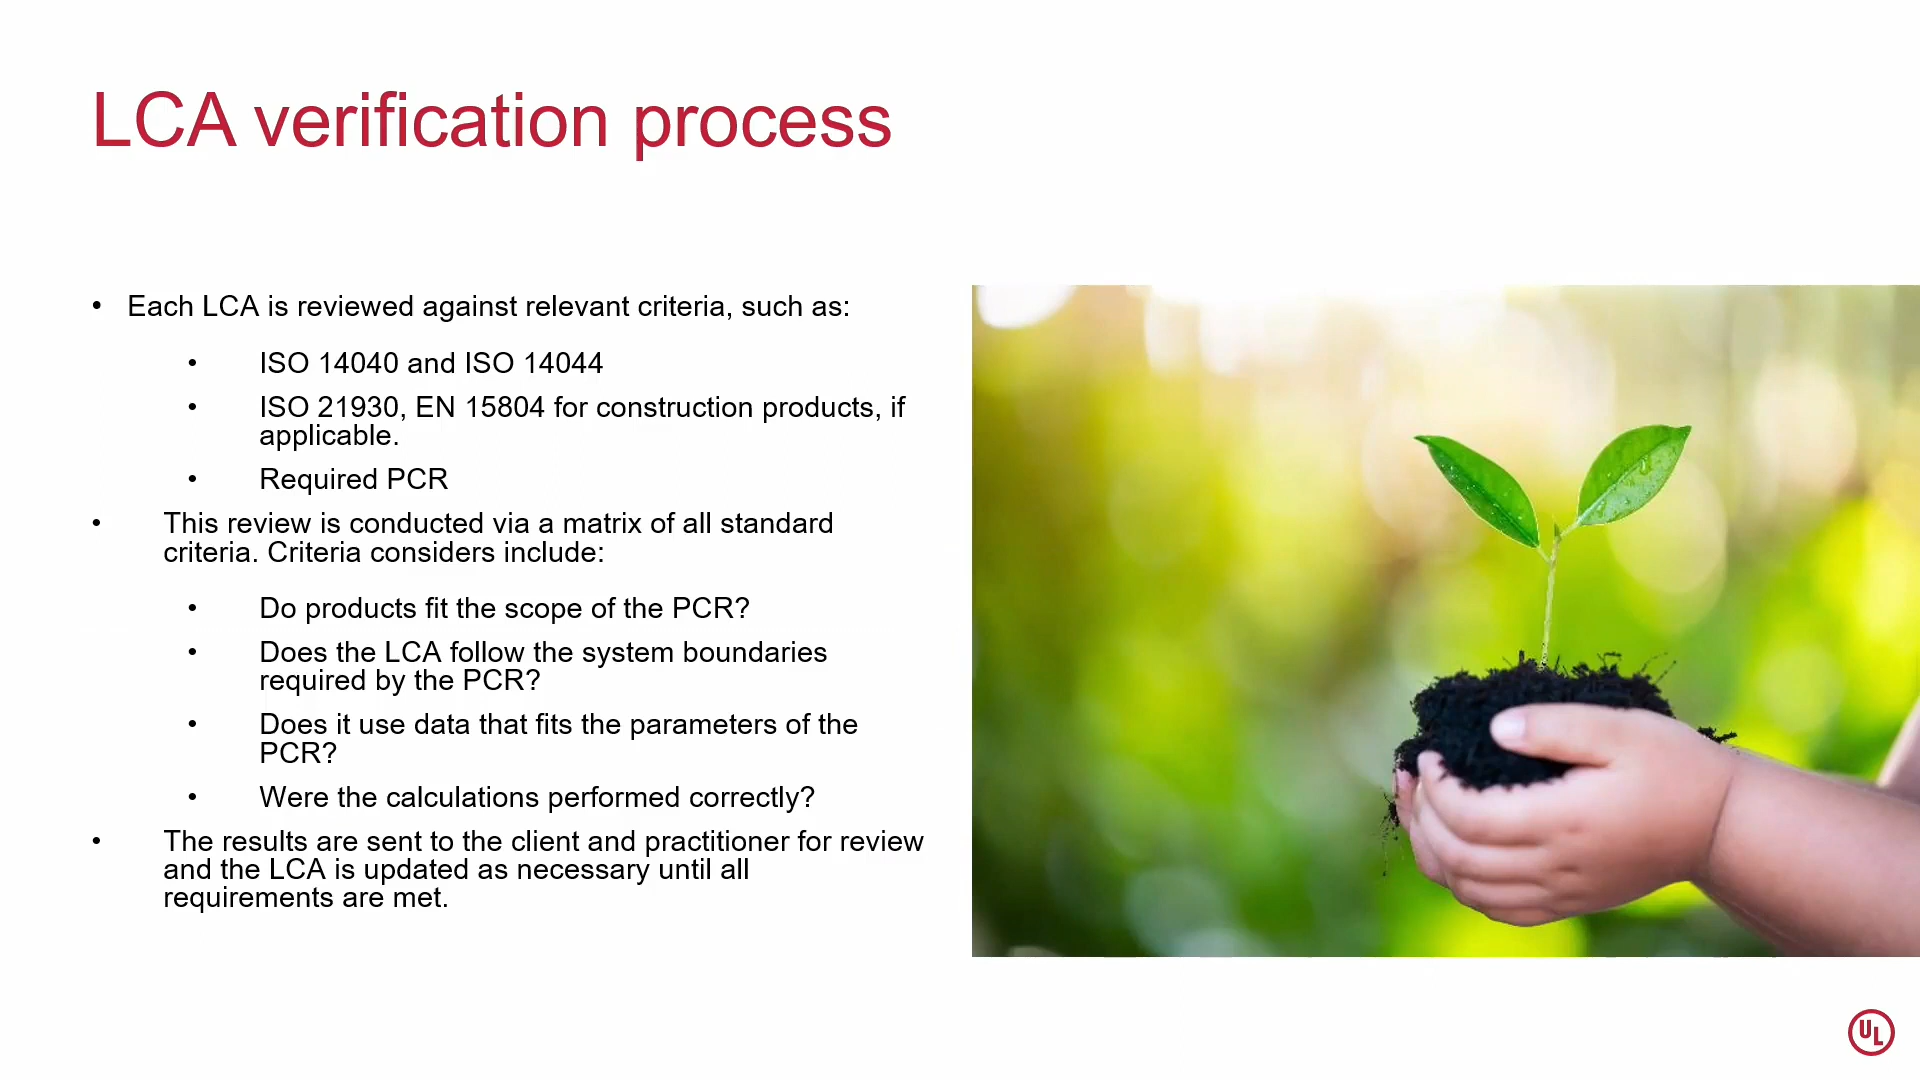 LCA verification process
• Each LCA is reviewed against relevant criteria, such as:
• ISO 14040 and ISO 14044
• ISO 21930, EN 15804 for construction products, if
applicable.
• Required PCR
• This review is conducted via a matrix of all standard
criteria. Criteria considers include:
• Do products fit the scope of the PCR?
• Does the LCA follow the system boundaries
required by the PCR?
• Does it use data that fits the parameters of the
PCR?
• Were the calculations performed correctly?
• The results are sent to the client and practitioner for review
and the LCA is updated as necessary until all
requirements are met.
UL